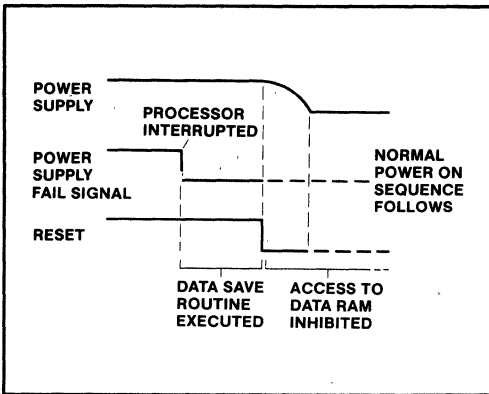 POWER
SUPPLY
PROCESSOR
INTERRUPTED
POWER
SUPPLY
FAIL SIGNAL
NORMAL
POWER ON
SEQUENCE
FOLLOWS
RESET
DATA SAVE
ROUTINE
EXECUTED
ACCESS TO
DATA RAM
INHIBITED